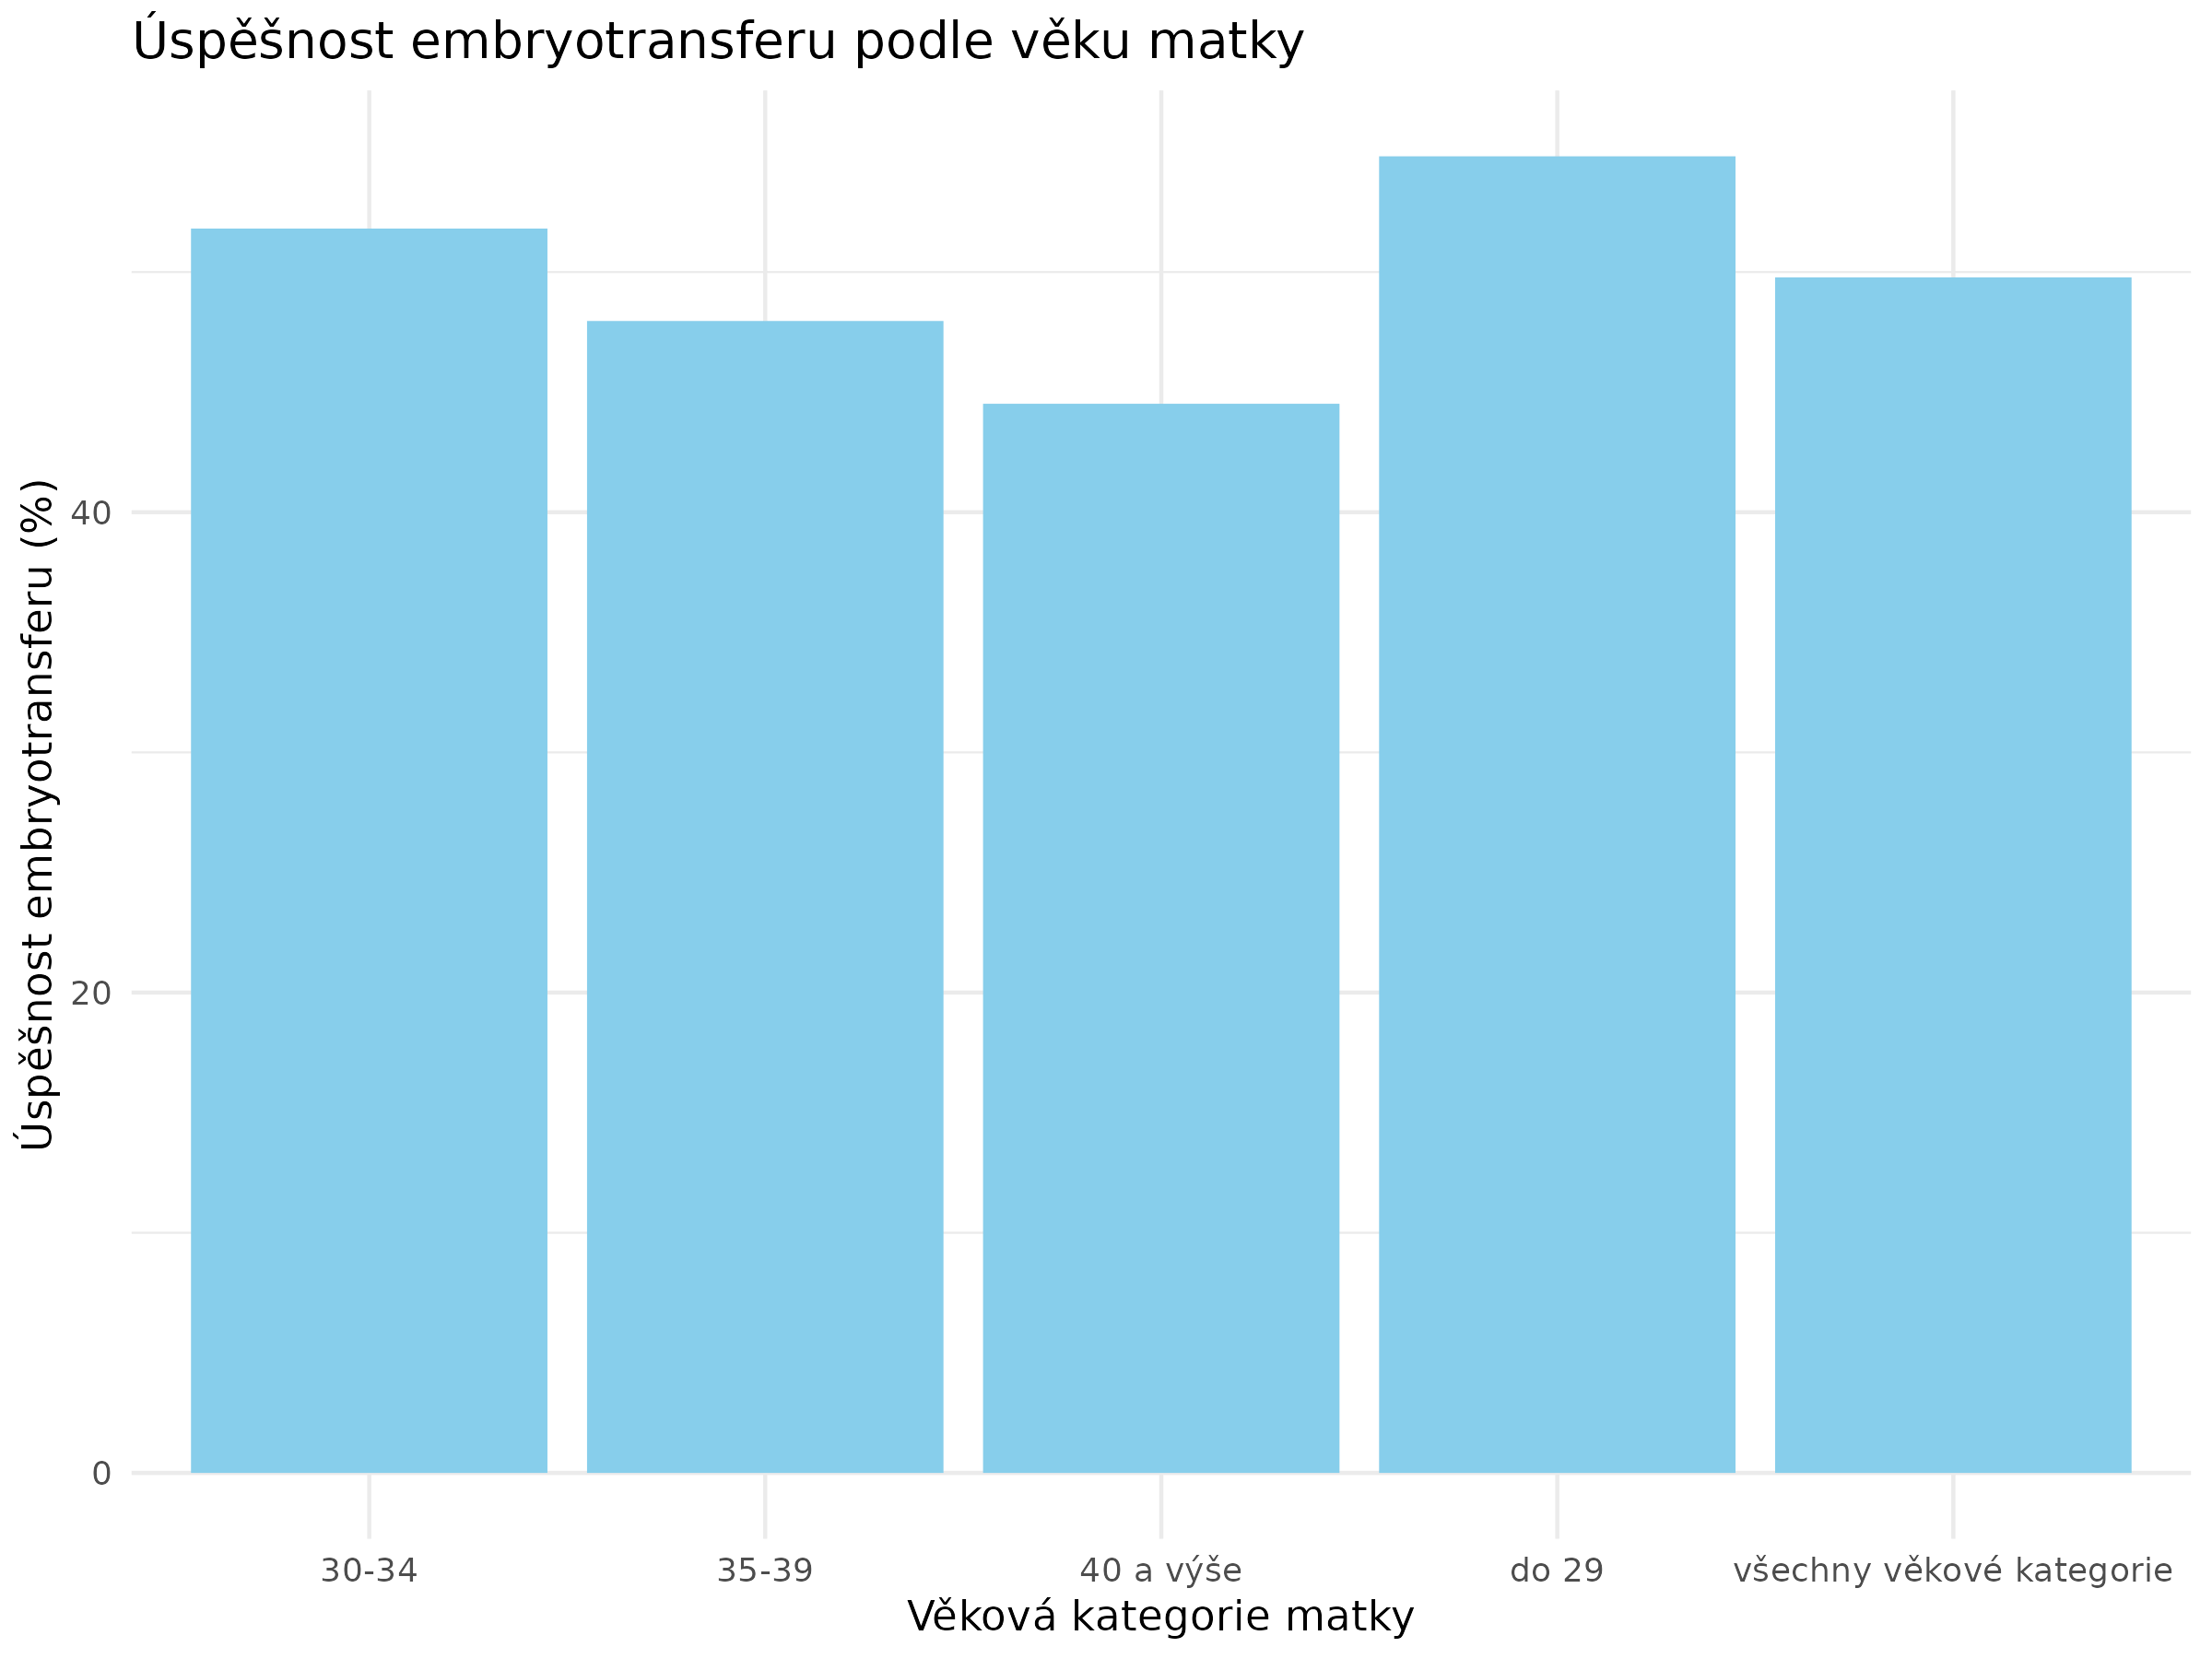 Úspěšnost embryotransferu podle věku matky
Úspěšnost embryotransferu (%)
40
20
0
30-34
35-39
40 a výše
do 29
všechny věkové kategorie
Věková kategorie matky